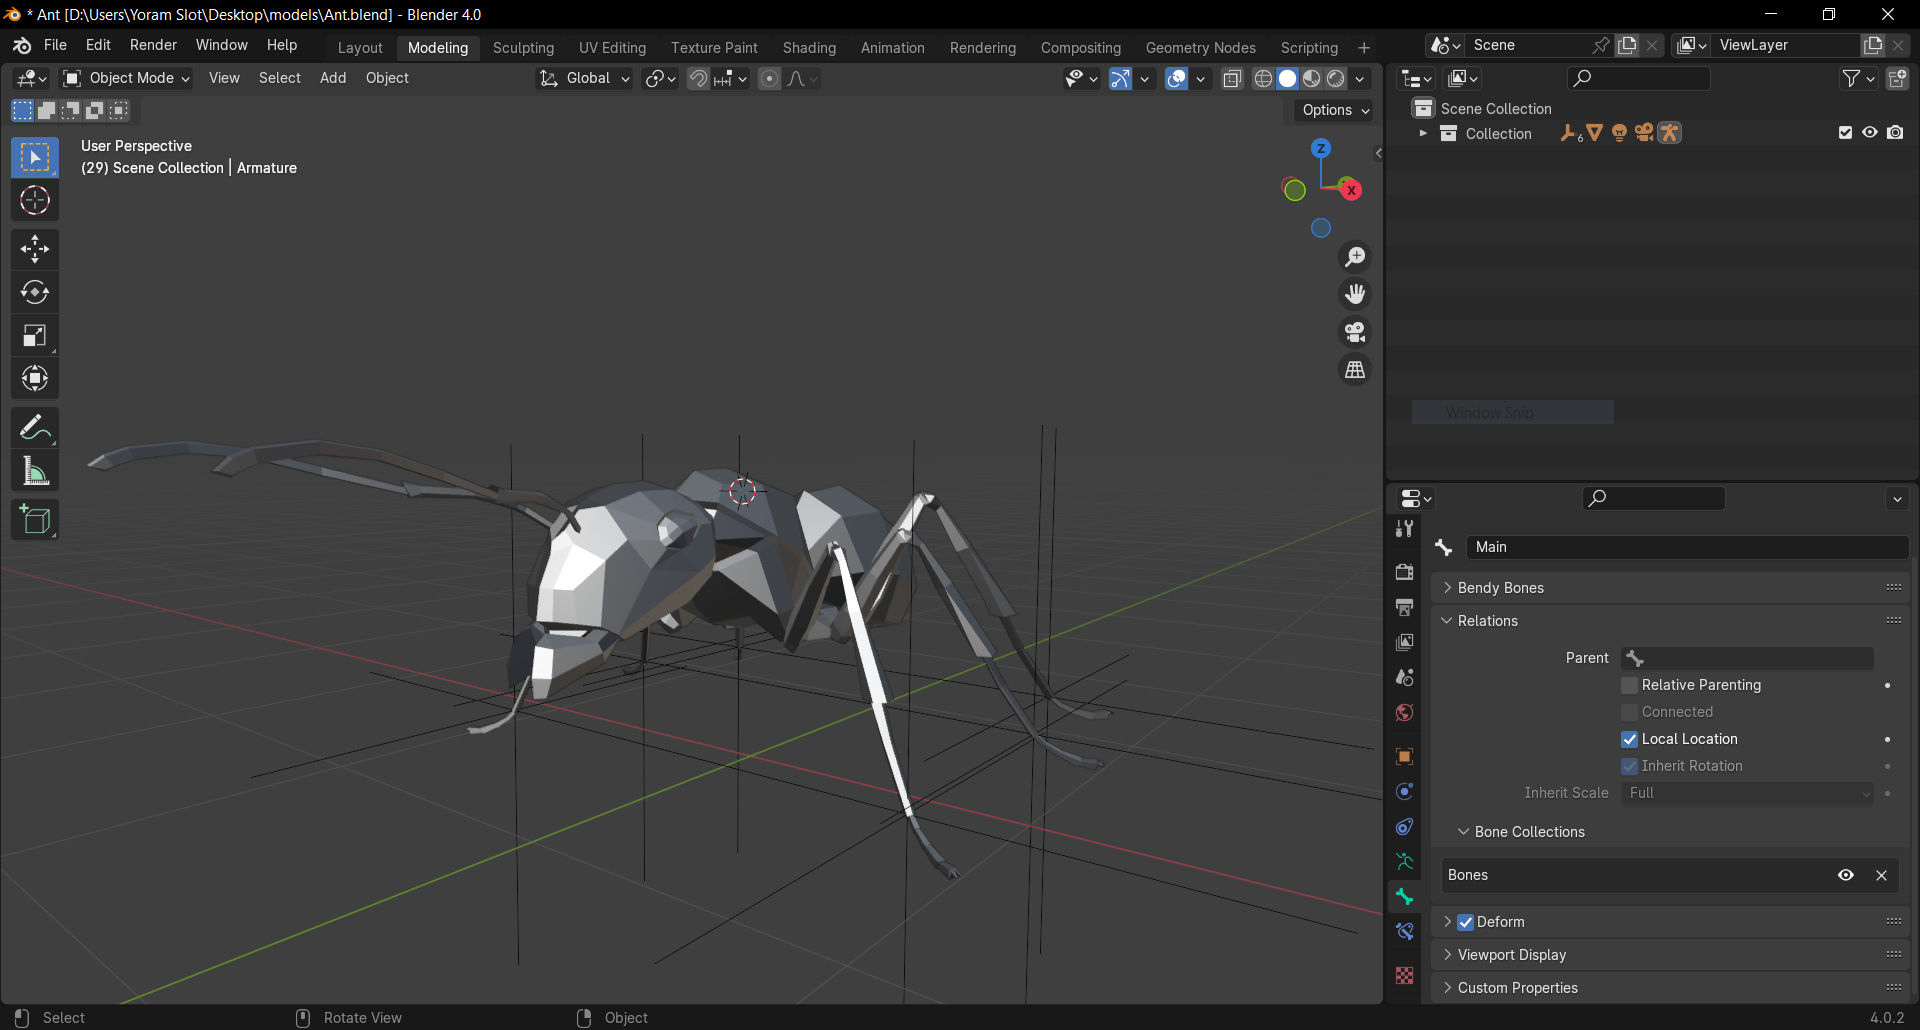 * Ant [D:\Users\Yoram Slot\Desktop\models\Ant.blend] - Blender 4.0
File Edit Render Window Help Layout Modeling Sculpting UV Editing Texture Paint Shading Animation Rendering Compositing Geometry Nodes Scripting + Scene ViewLayer
Object Mode View Select Add Object Global
Options
User Perspective
(29) Scene Collection | Armature
Z
X
Scene Collection
Collection 6
Window Snip
Main
Bendy Bones
Relations
Parent
Relative Parenting
Connected
Local Location
Inherit Rotation
Inherit Scale Full
Bone Collections
Bones
Deform
Viewport Display
Custom Properties
Select Rotate View Object 4.0.2